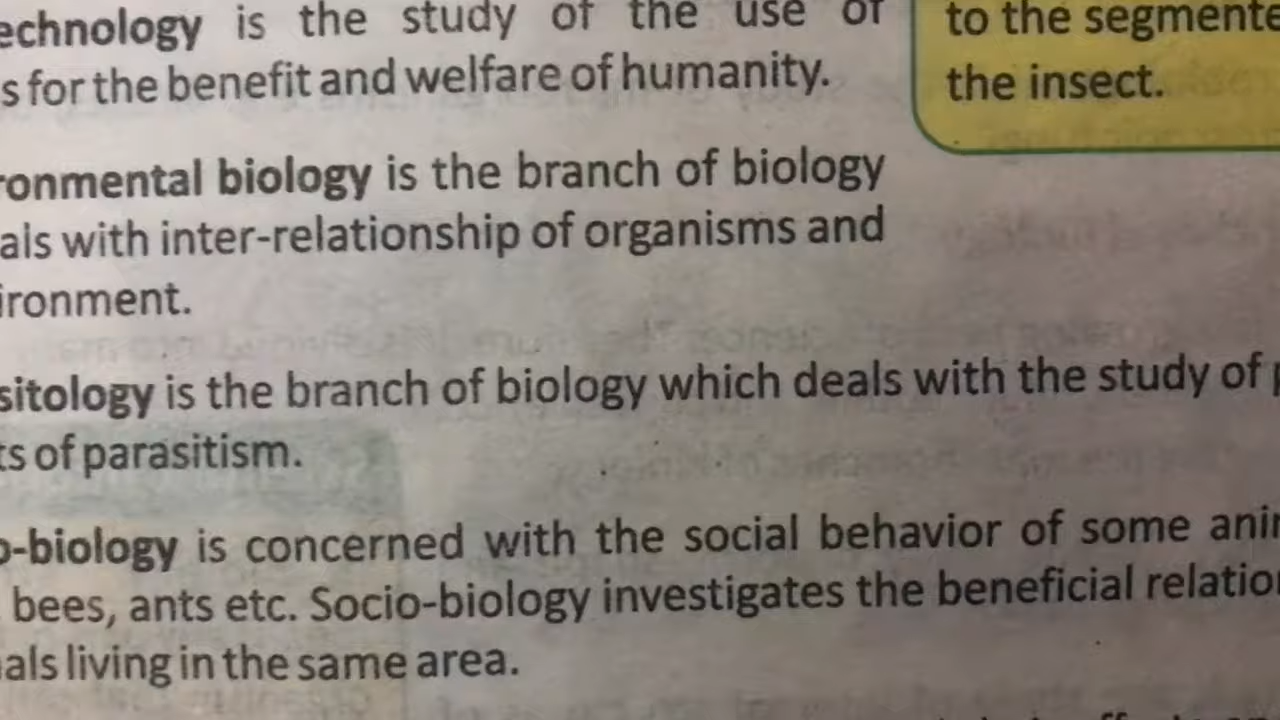 echnology is the study of the use of
s for the benefit and welfare of humanity.
ronmental biology is the branch of biology
als with inter-relationship of organisms and
ironment.
sitology is the branch of biology which deals with the study of
ts of parasitism.
o-biology is concerned with the social behavior of some ani
bees, ants etc. Socio-biology investigates the beneficial relatio
als living in the same area.
to the segmente
the insect.